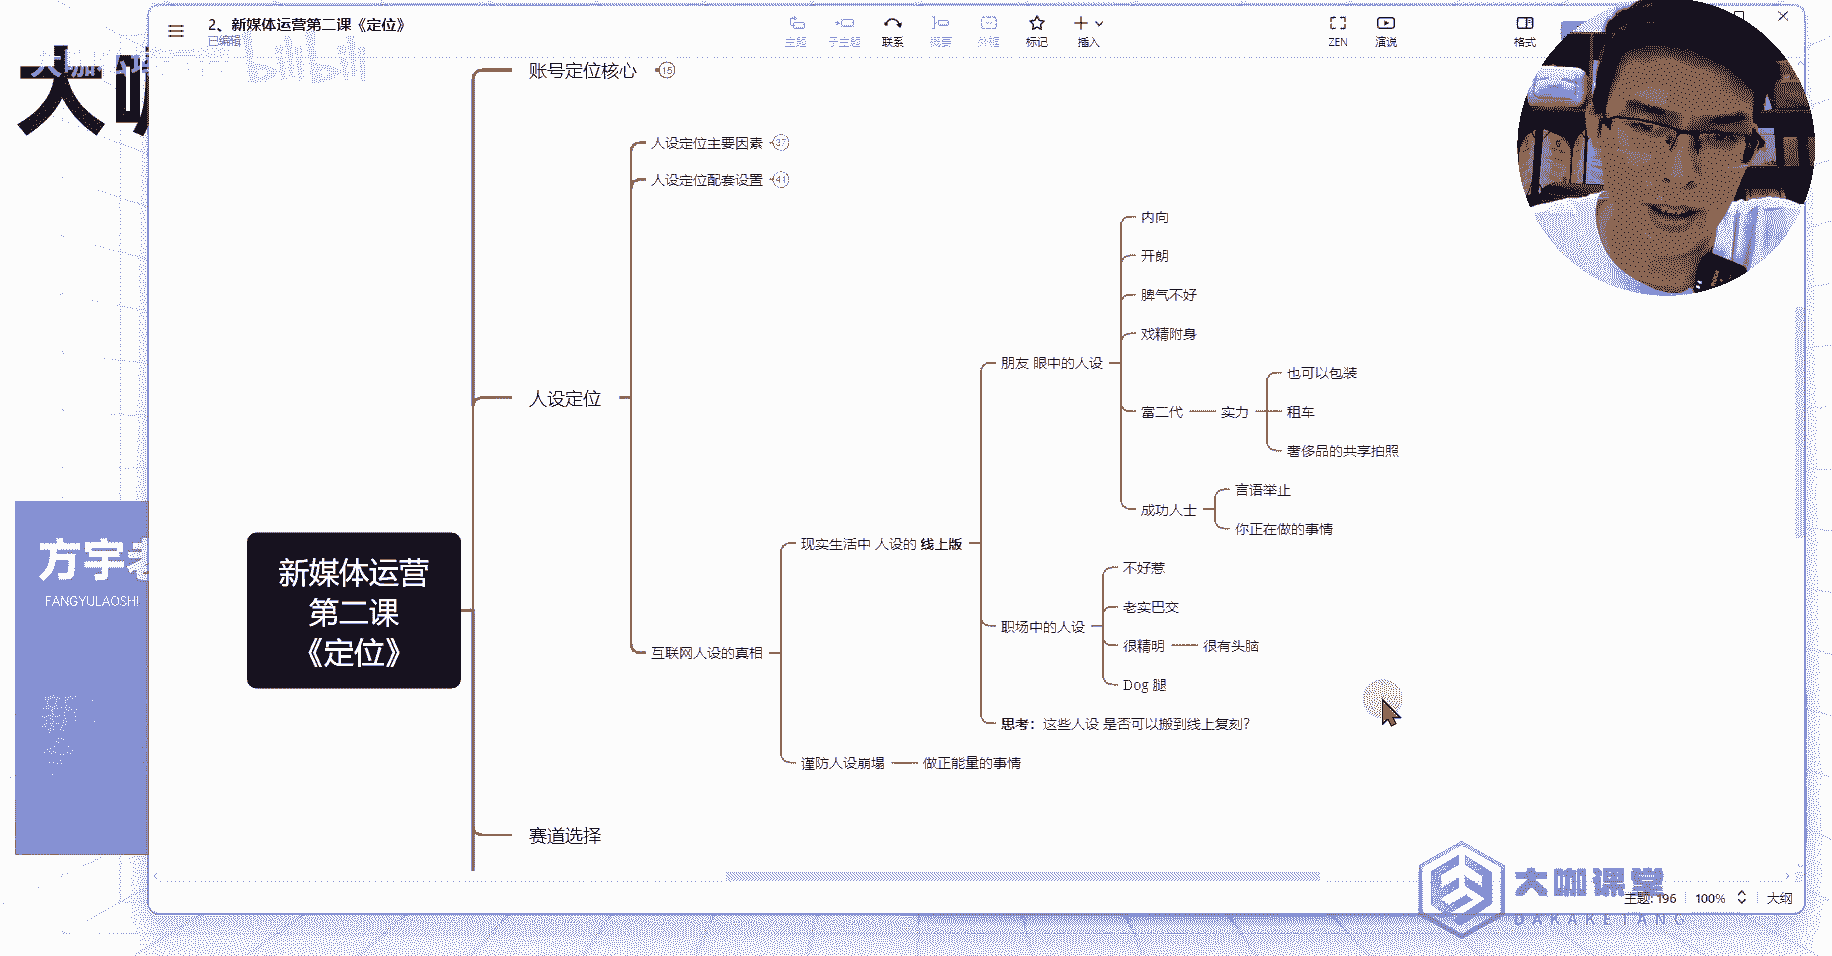 2、新媒体运营第二课《定位》
已编辑
主题
子主题
联系
概要
外框
标记
插入
ZEN
演说
格式
bilibili
大咖
账号定位核心
15
人设定位主要因素
37
人设定位配套设置
41
内向
开朗
脾气不好
戏精附身
朋友 眼中的人设
也可以包装
人设定位
富二代
实力
租车
奢侈品的共享拍照
言语举止
成功人士
你正在做的事情
方宇老
FANGYULAOSHI
新媒体运营
第二课
《定位》
现实生活中 人设的 线上版
不好惹
老实巴交
职场中的人设
很精明
很有头脑
互联网人设的真相
Dog 腿
思考：这些人设 是否可以搬到线上复刻？
谨防人设崩塌
做正能量的事情
赛道选择
大咖课堂
DAKAKETANG
主题: 196
100%
大纲